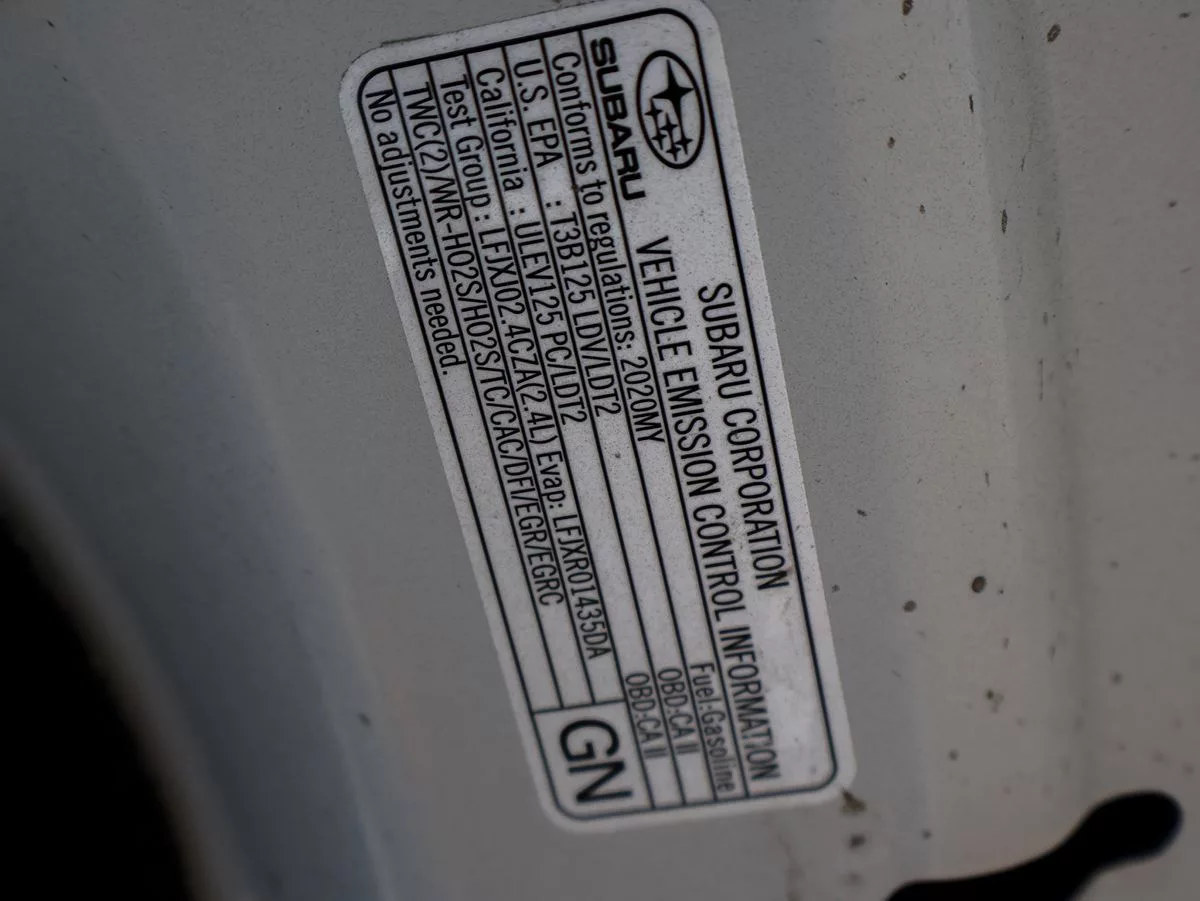 SUBARU CORPORATION
SUBARU VEHICLE EMISSION CONTROL INFORMATION
Conforms to regulations: 2020MY Fuel:Gasoline
U.S. EPA : T3B125 LDV/LDT2 OBD:CA II
California : ULEV125 PC/LDT2 OBD:CA II
Test Group : LFJXJ02.4CZA(2.4L) Evap: LFJXR01435DA
TWC(2)/WR-HO2S/HO2S/TC/CAC/DFI/EGR/EGRC
No adjustments needed.
GN